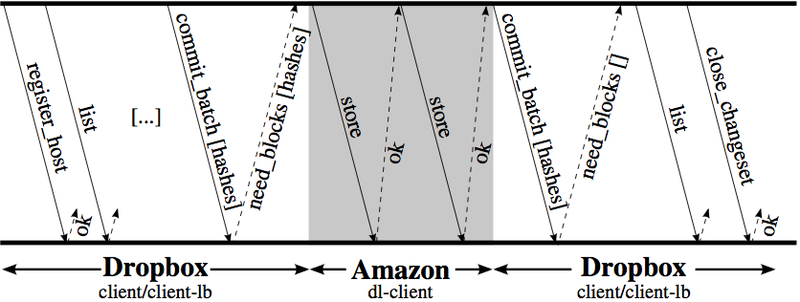 register_host
ok
list
[...]
commit_batch [hashes]
need_blocks [hashes]
store
ok
store
ok
commit_batch [hashes]
need_blocks []
list
close_changeset
ok
Dropbox
client/client-lb
Amazon
dl-client
Dropbox
client/client-lb